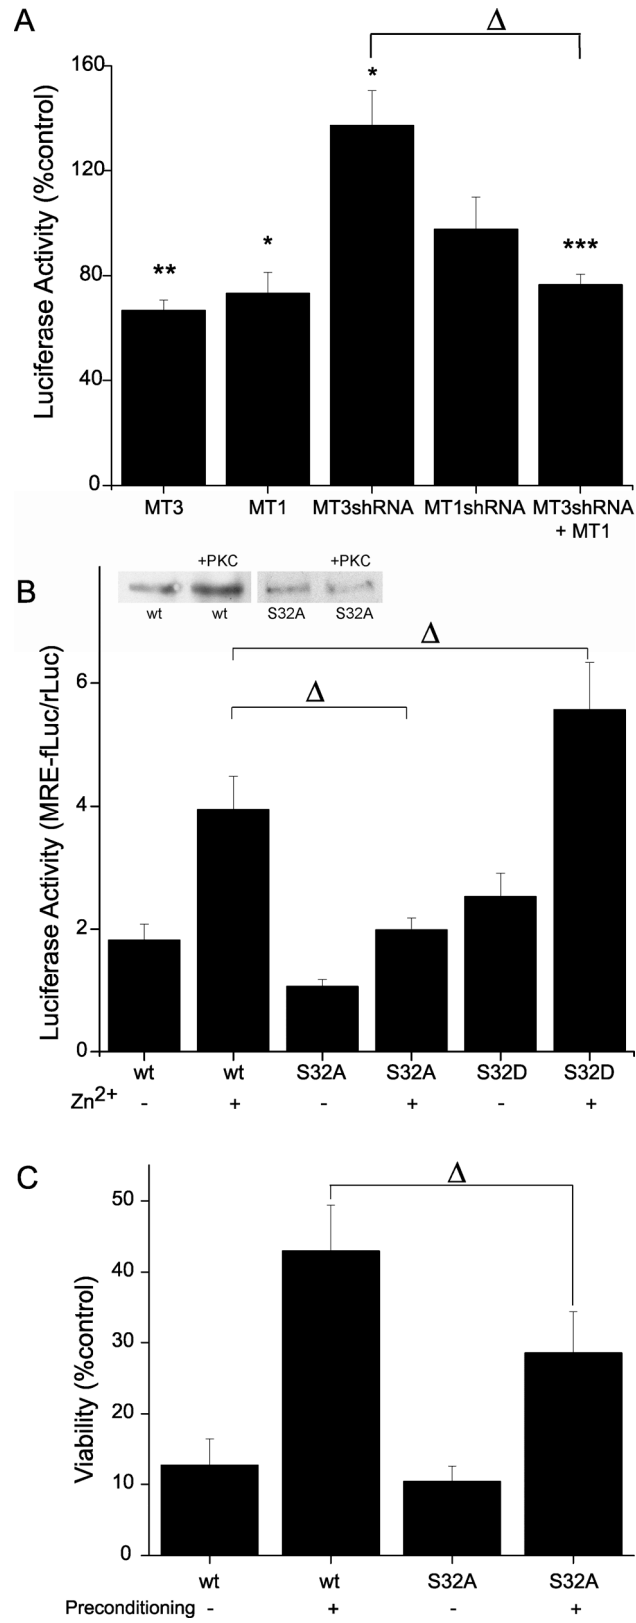 A
Δ
Luciferase Activity (%control)
160
120
80
40
0
**
*
*
***
MT3 MT1 MT3shRNA MT1shRNA MT3shRNA
+ MT1
B
+PKC +PKC
wt wt S32A S32A
Δ
Δ
Luciferase Activity (MRE-fLuc/rLuc)
6
4
2
0
wt wt S32A S32A S32D S32D
Zn2+ - + - + - +
C
Δ
Viability (%control)
50
40
30
20
10
0
wt wt S32A S32A
Preconditioning - + - +